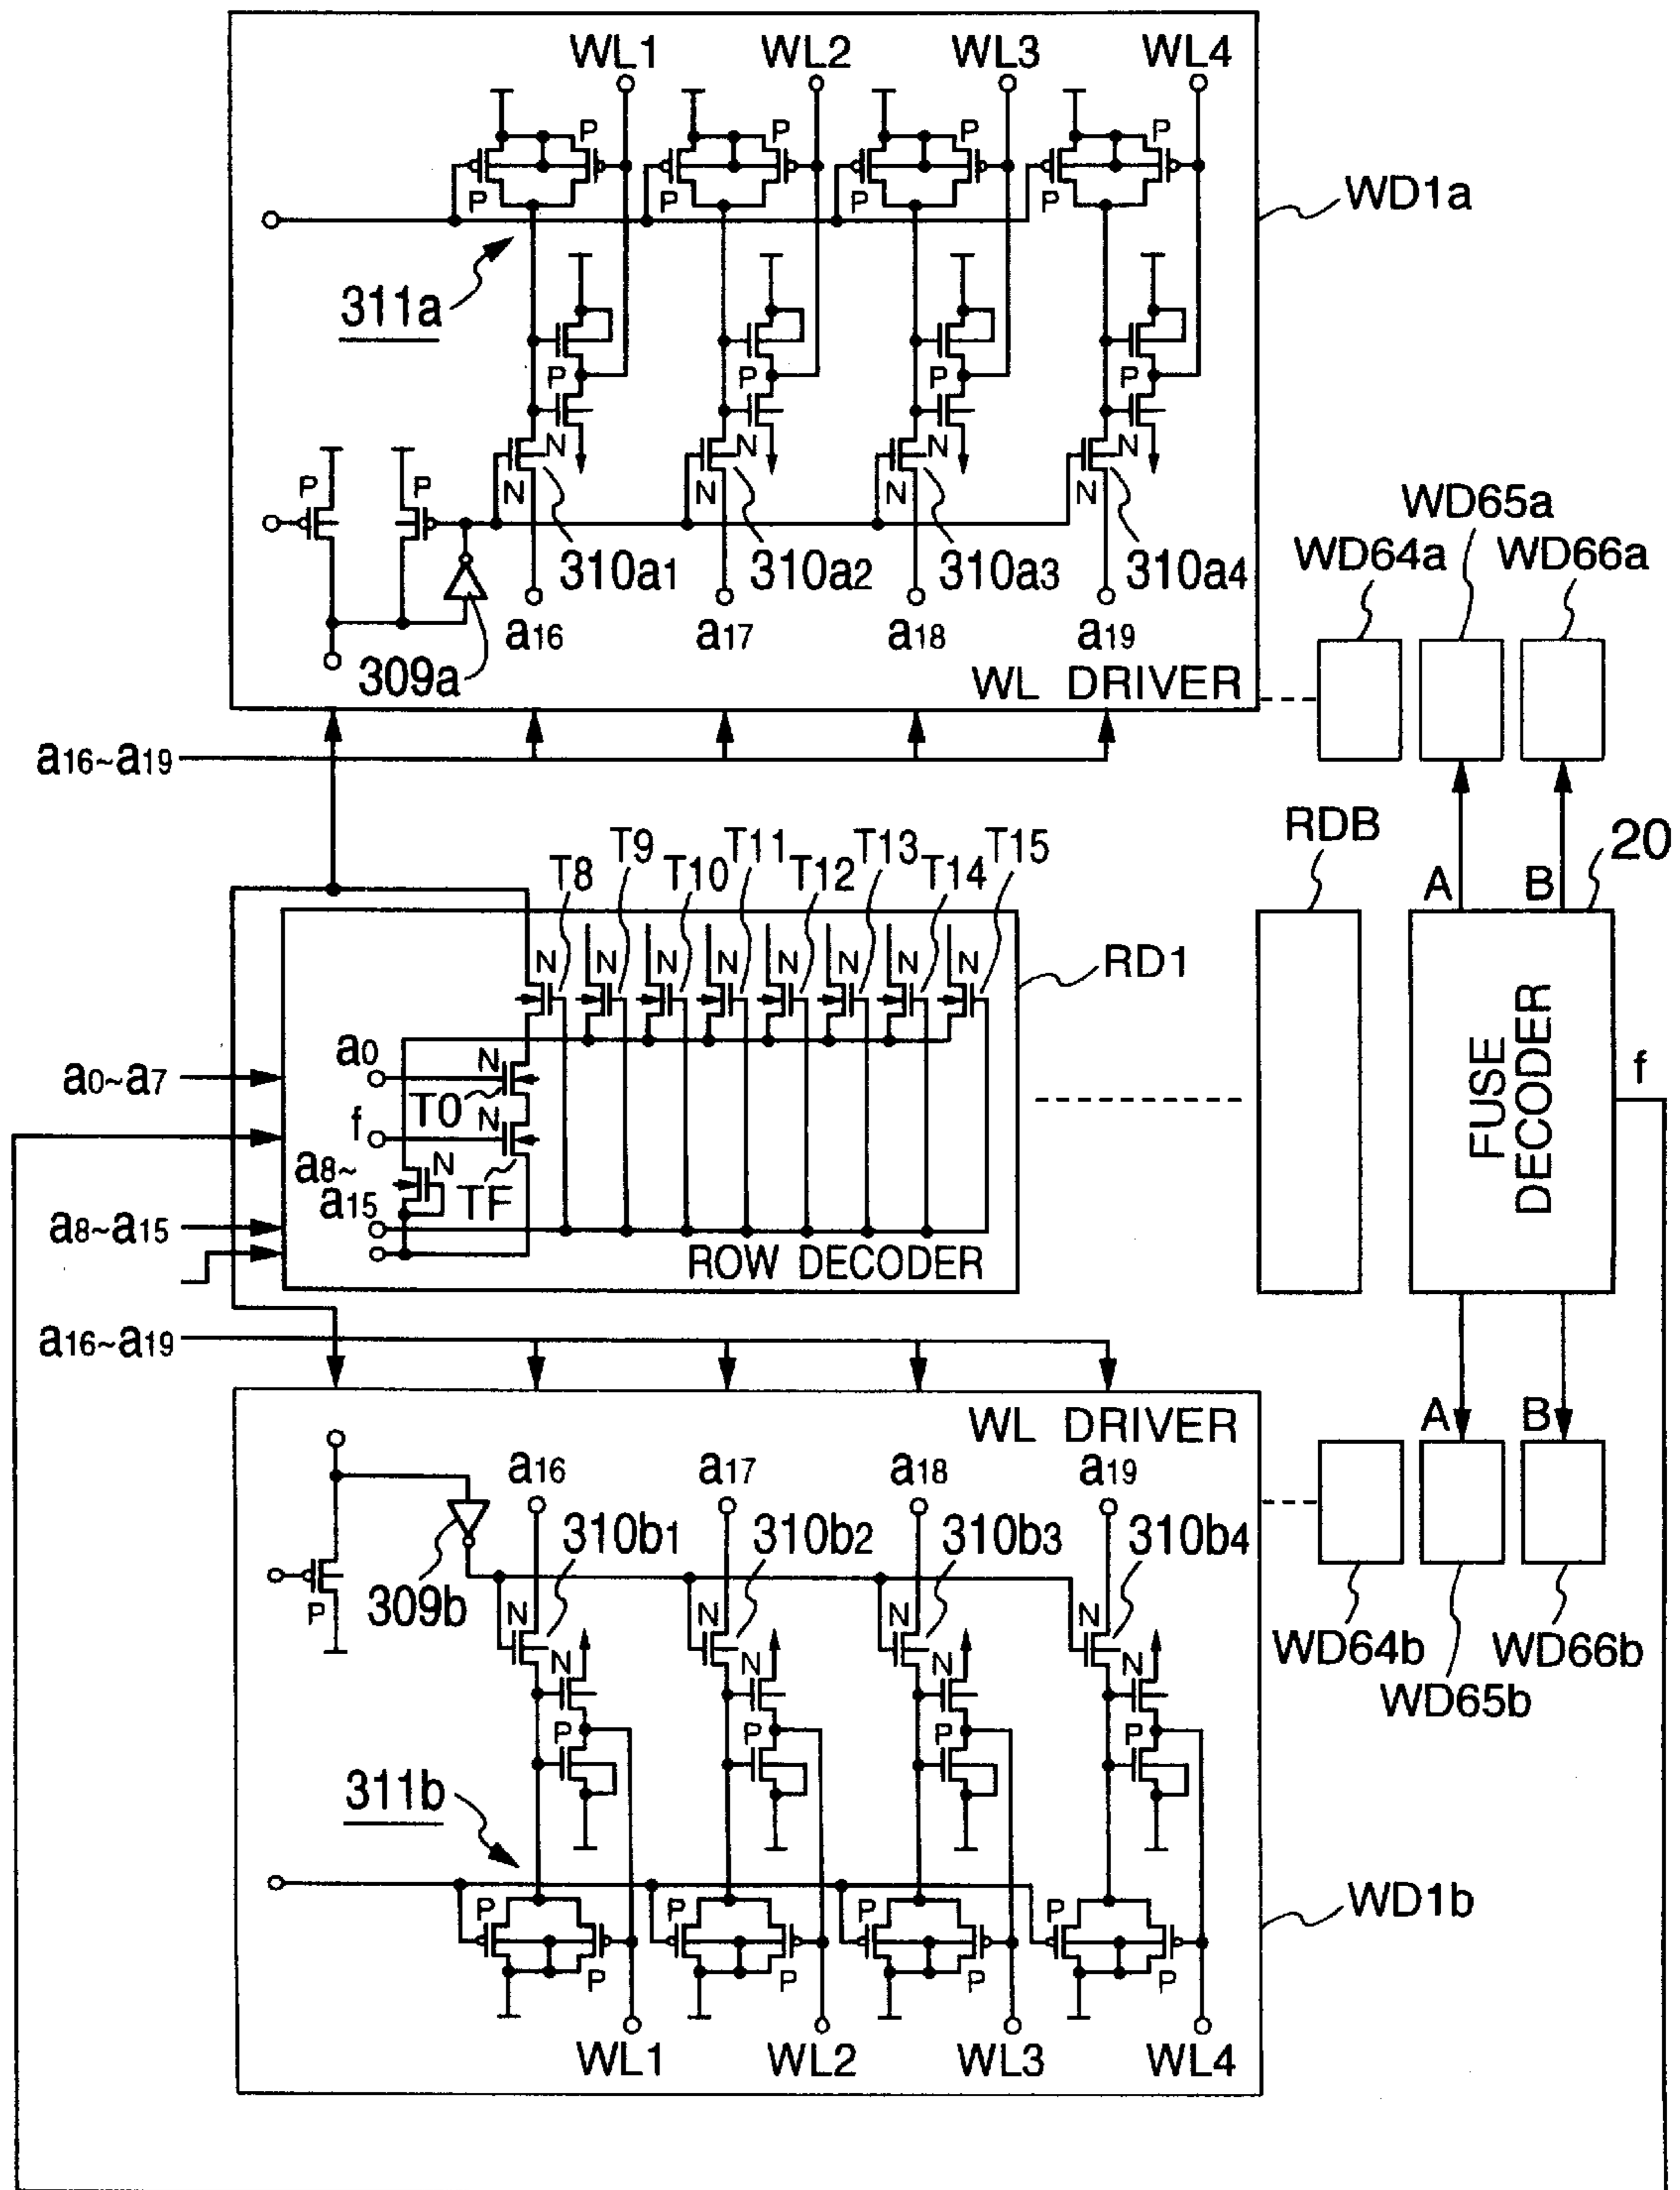 WL1 WL2 WL3 WL4
P P P P
P P P P
WD1a
311a
P P P P
N N N N
P P
N N N N
WD65a
WD64a WD66a
310a1 310a2 310a3 310a4
a16 a17 a18 a19
309a
WL DRIVER
a16~a19
T8 T9 T10 T11 T12 T13 T14 T15
RDB
20
A B
N N N N N N N N
RD1
a0
N
a0~a7
T0
f
N
FUSE
DECODER
f
a8~
a15
N
TF
a8~a15
ROW DECODER
a16~a19
WL DRIVER
A B
a16 a17 a18 a19
310b1 310b2 310b3 310b4
309b
P
N N N N
N N N N
WD64b WD66b
WD65b
P P P P
311b
WD1b
P P P P
P P P P
WL1 WL2 WL3 WL4